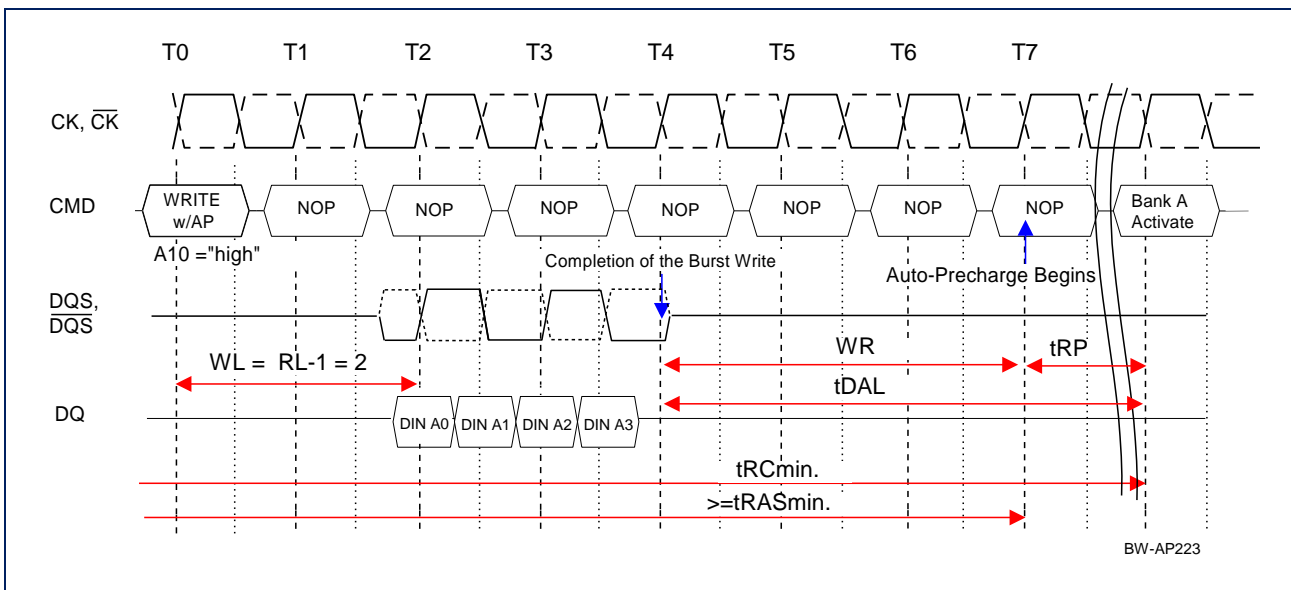 T0 T1 T2 T3 T4 T5 T6 T7
CK, CK
CMD
WRITE
w/AP
NOP NOP NOP NOP NOP NOP NOP
Bank A
Activate
A10 ="high"
Completion of the Burst Write
Auto-Precharge Begins
DQS,
DQS
WL = RL-1 = 2
WR
tRP
tDAL
DQ
DIN A0 DIN A1 DIN A2 DIN A3
tRCmin.
>=tRASmin.
BW-AP223